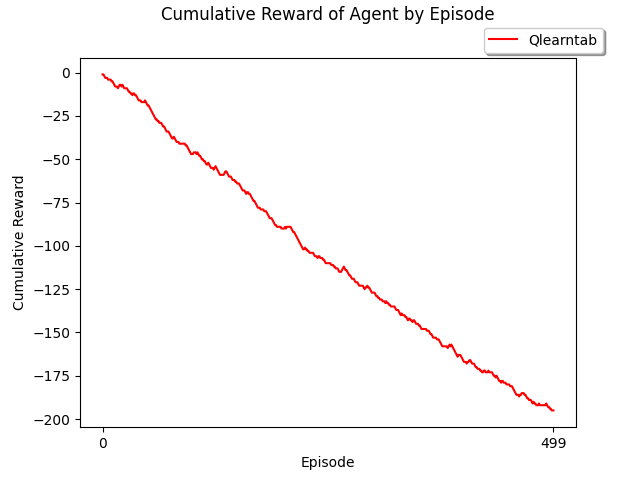 Cumulative Reward of Agent by Episode
Qlearntab
0
−25
−50
−75
−100
−125
−150
−175
−200
Cumulative Reward
0
499
Episode